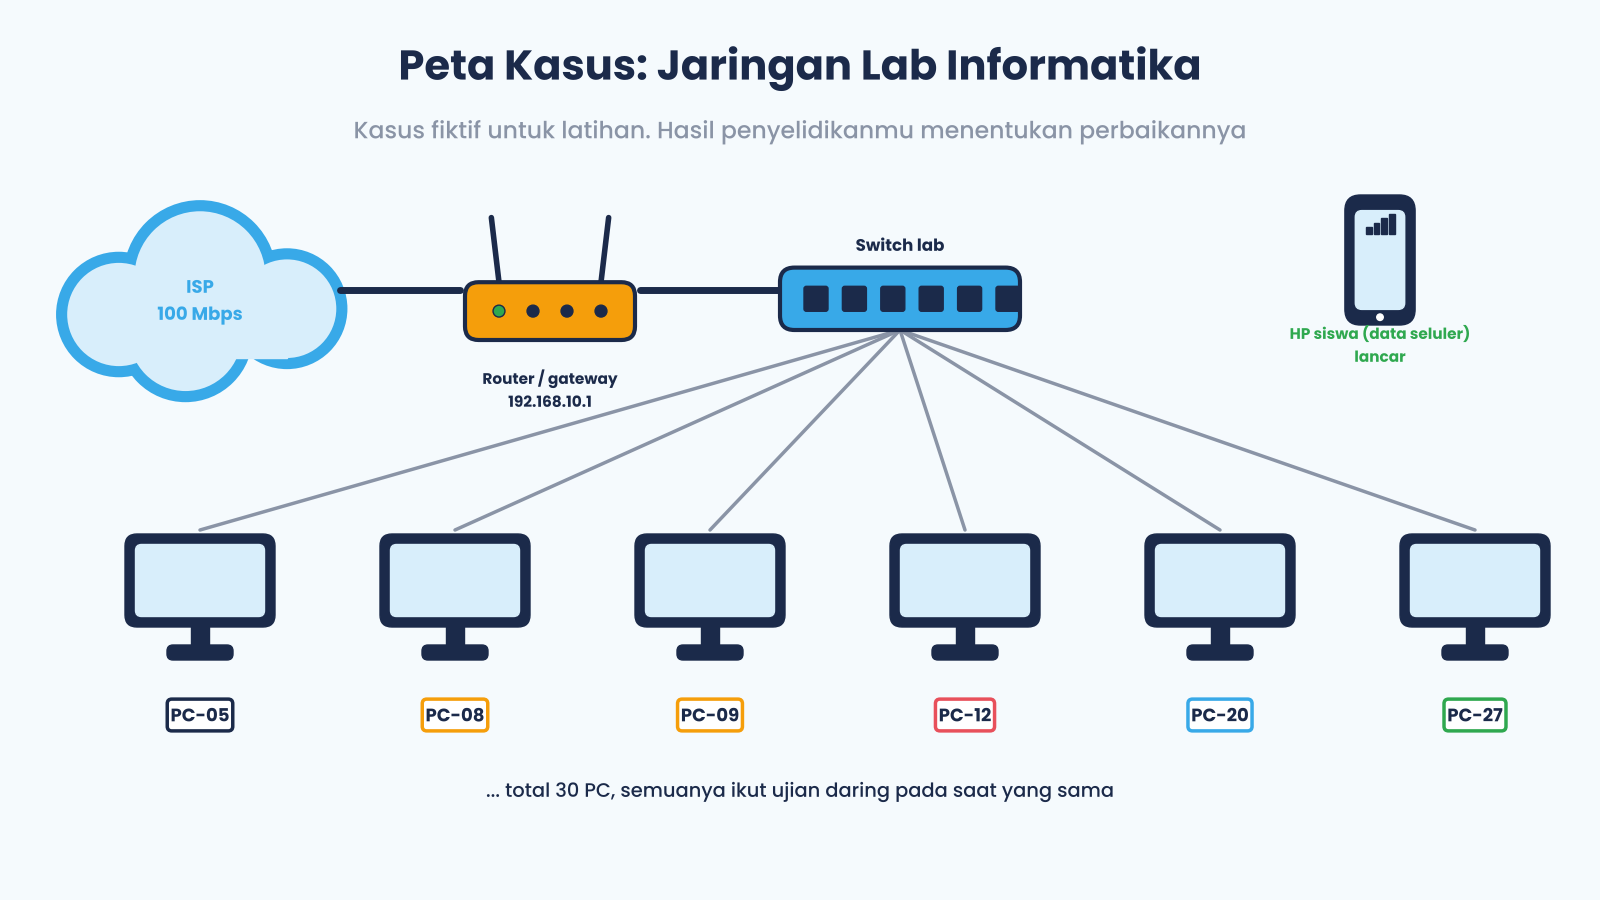 Peta Kasus: Jaringan Lab Informatika
Kasus fiktif untuk latihan. Hasil penyelidikanmu menentukan perbaikannya
ISP
100 Mbps
Switch lab
HP siswa (data seluler)
lancar
Router / gateway
192.168.10.1
PC-05
PC-08
PC-09
PC-12
PC-20
PC-27
... total 30 PC, semuanya ikut ujian daring pada saat yang sama